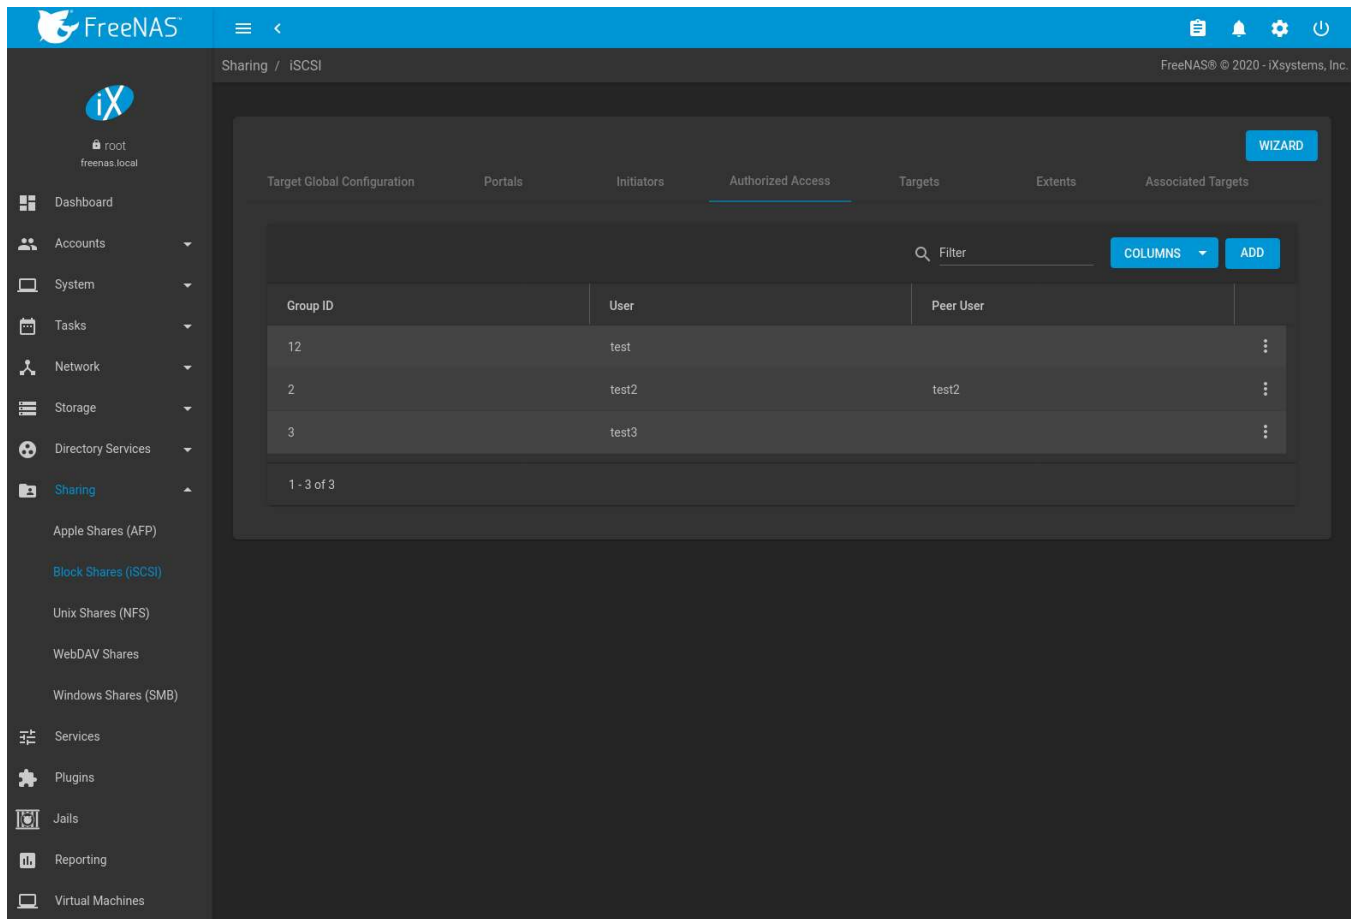 FreeNAS™
Sharing / iSCSI
FreeNAS® © 2020 - iXsystems, Inc.
iX
root
freenas.local
Dashboard
Accounts
System
Tasks
Network
Storage
Directory Services
Sharing
Apple Shares (AFP)
Block Shares (iSCSI)
Unix Shares (NFS)
WebDAV Shares
Windows Shares (SMB)
Services
Plugins
Jails
Reporting
Virtual Machines
WIZARD
Target Global Configuration Portals Initiators Authorized Access Targets Extents Associated Targets
Filter COLUMNS ADD
Group ID User Peer User
12 test
2 test2 test2
3 test3
1 - 3 of 3